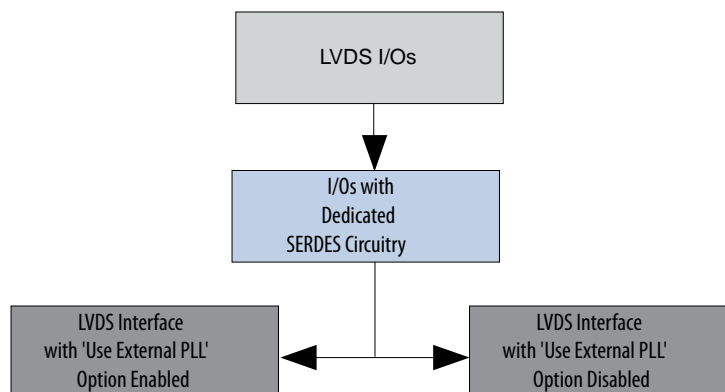 LVDS I/Os
I/Os with
Dedicated
SERDES Circuitry
LVDS Interface
with 'Use External PLL'
Option Enabled
LVDS Interface
with 'Use External PLL'
Option Disabled